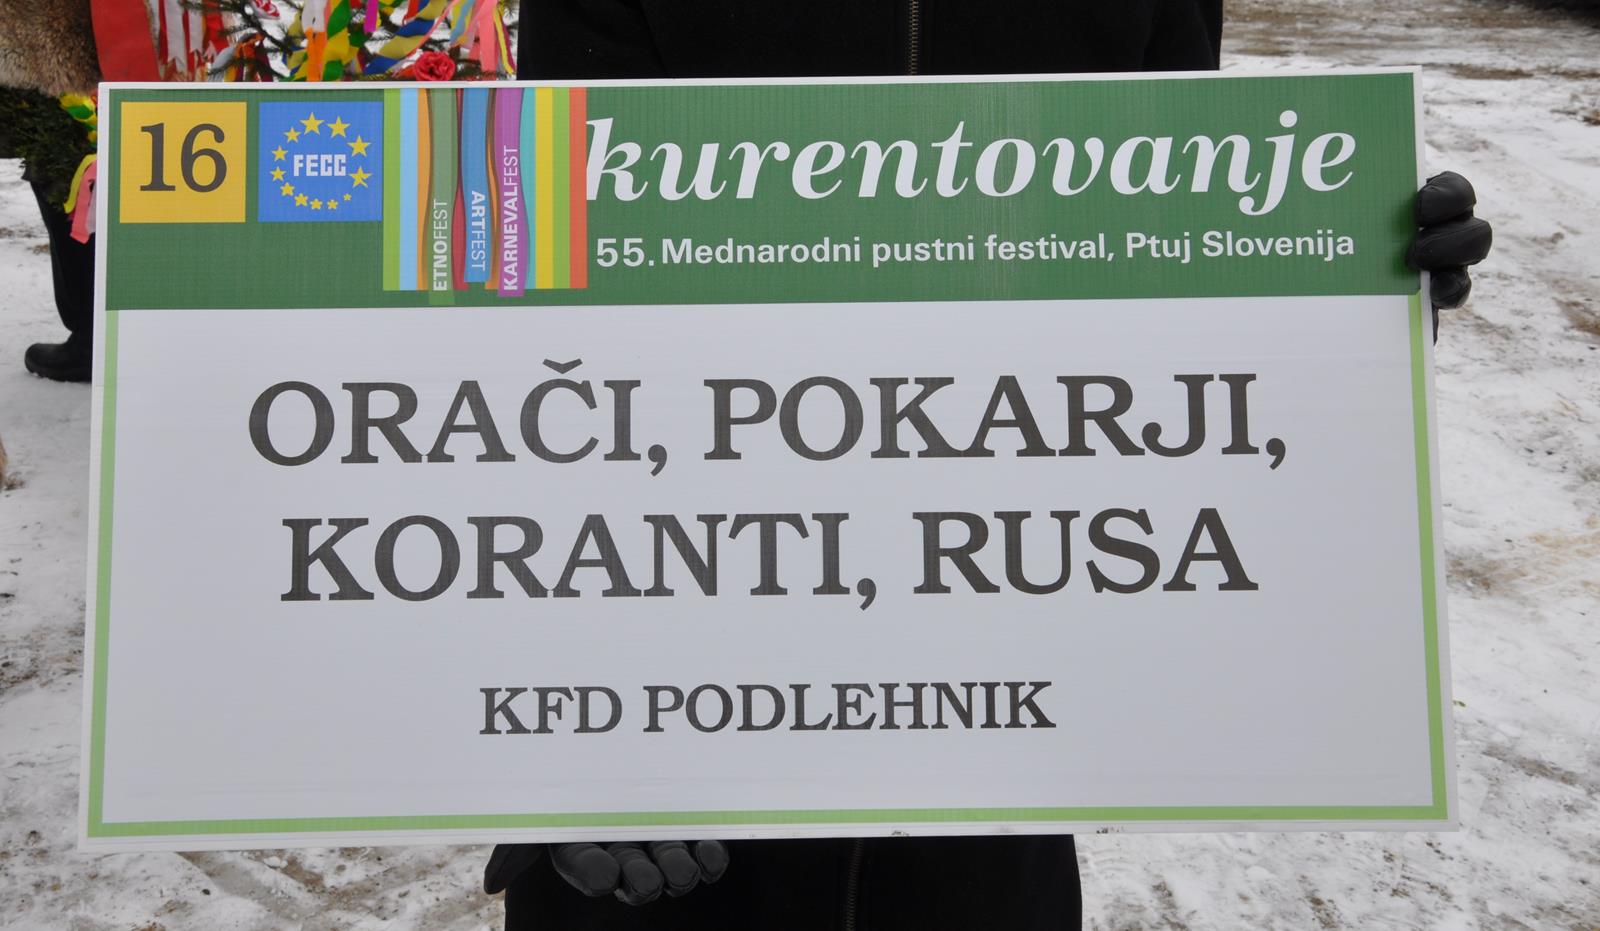 16
FECC
ETNOFEST
ARTFEST
KARNEVALFEST
kurentovanje
55. Mednarodni pustni festival, Ptuj Slovenija
ORAČI, POKARJI,
KORANTI, RUSA
KFD PODLEHNIK